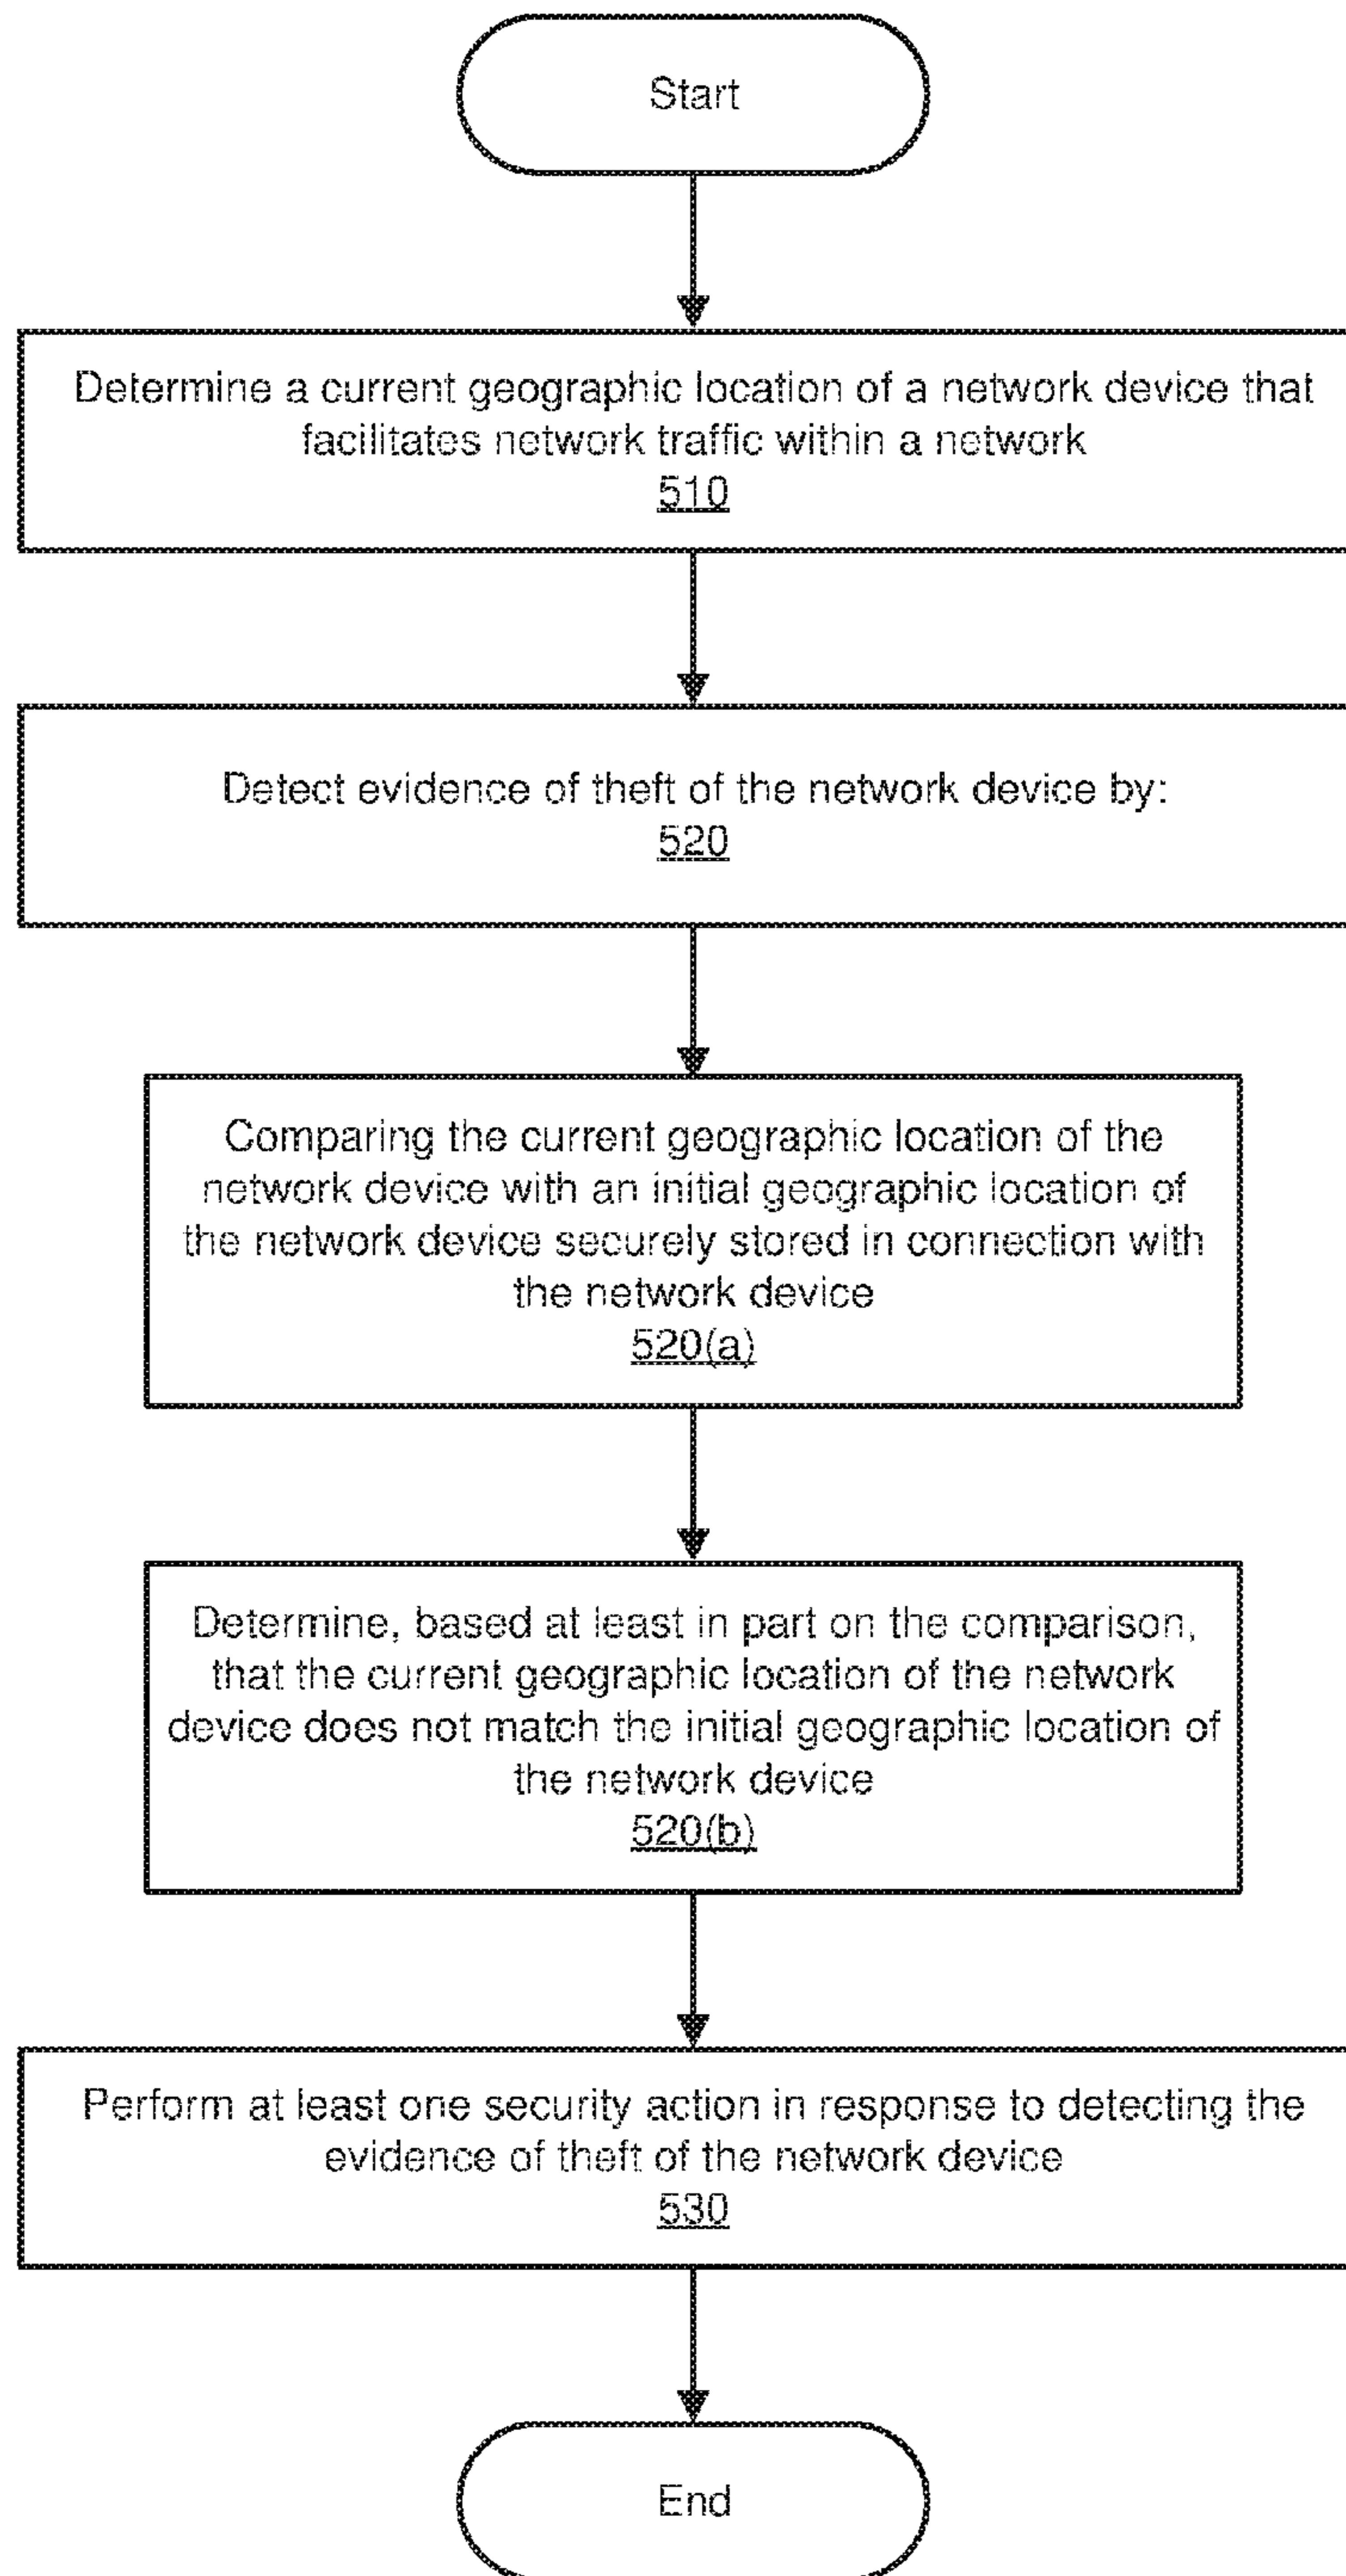 Start
Determine a current geographic location of a network device that
facilitates network traffic within a network
510
Detect evidence of theft of the network device by:
520
Comparing the current geographic location of the
network device with an initial geographic location of
the network device securely stored in connection with
the network device
520(a)
Determine, based at least in part on the comparison,
that the current geographic location of the network
device does not match the initial geographic location of
the network device
520(b)
Perform at least one security action in response to detecting the
evidence of theft of the network device
530
End